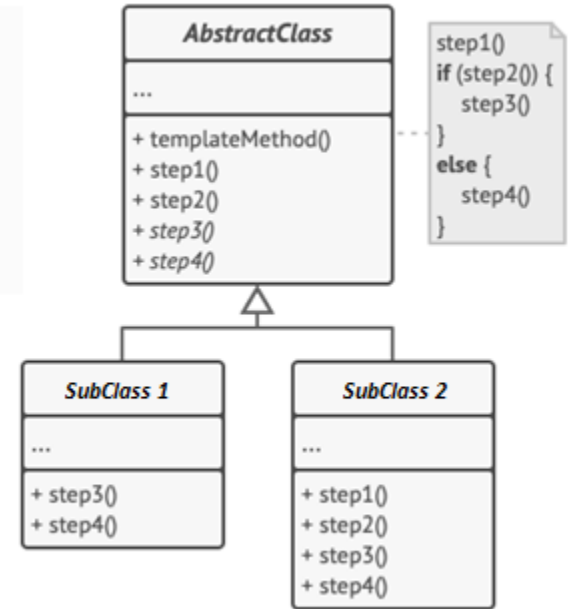 AbstractClass
...
+ templateMethod()
+ step1()
+ step2()
+ step3()
+ step4()
step1()
if (step2()) {
step3()
}
else {
step4()
}
SubClass 1
...
+ step3()
+ step4()
SubClass 2
...
+ step1()
+ step2()
+ step3()
+ step4()